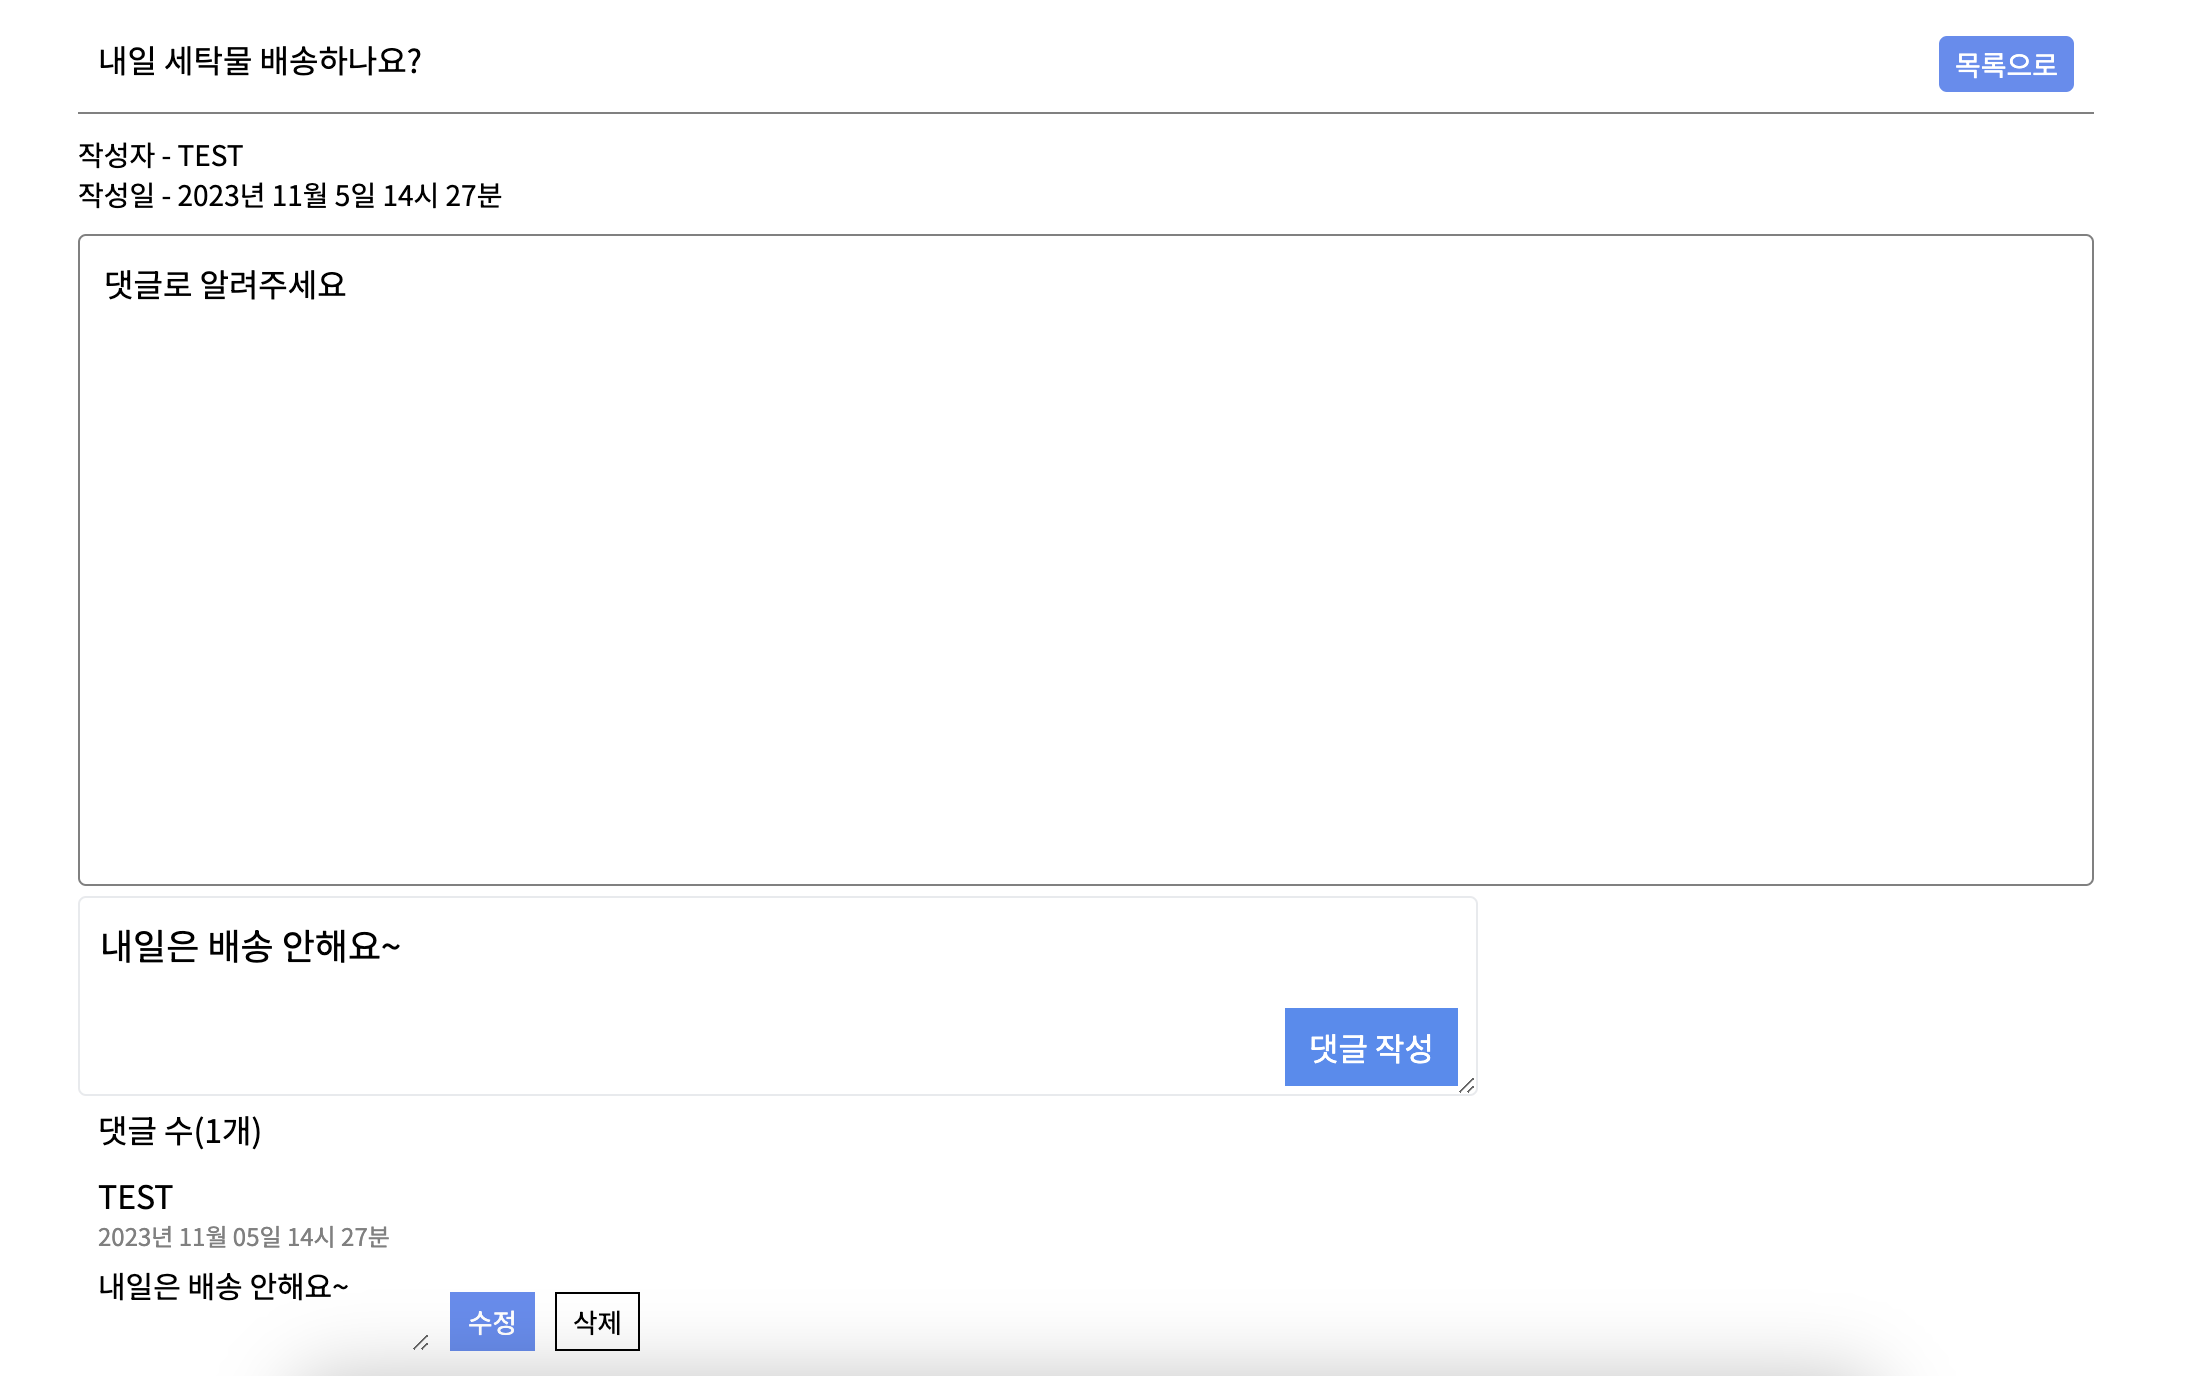 내일 세탁물 배송하나요?
목록으로
작성자 - TEST
작성일 - 2023년 11월 5일 14시 27분
댓글로 알려주세요
내일은 배송 안해요~
댓글 작성
댓글 수(1개)
TEST
2023년 11월 05일 14시 27분
내일은 배송 안해요~
수정
삭제